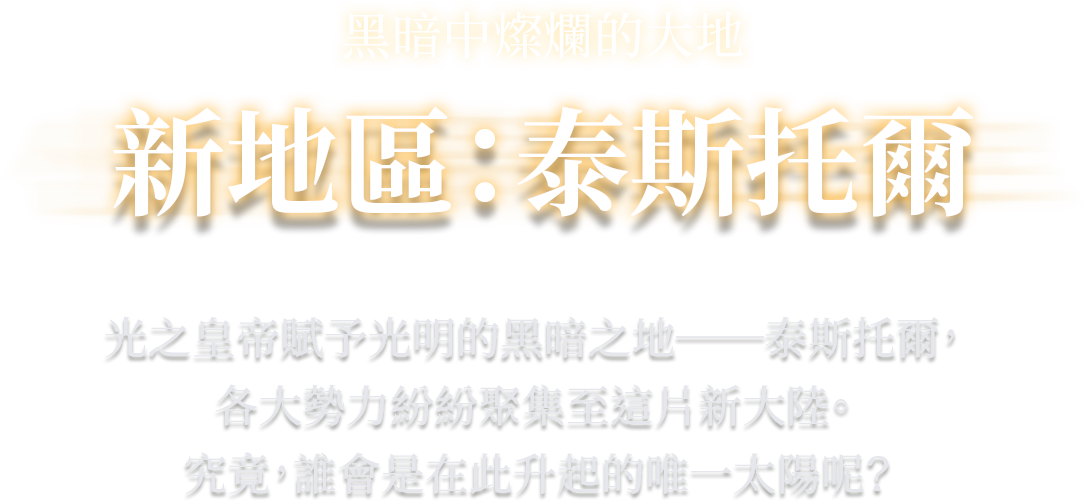 黑暗中燦爛的大地
新地區：泰斯托爾
光之皇帝賦予光明的黑暗之地——泰斯托爾，
各大勢力紛紛聚集至這片新大陸。
究竟，誰會是在此升起的唯一太陽呢？